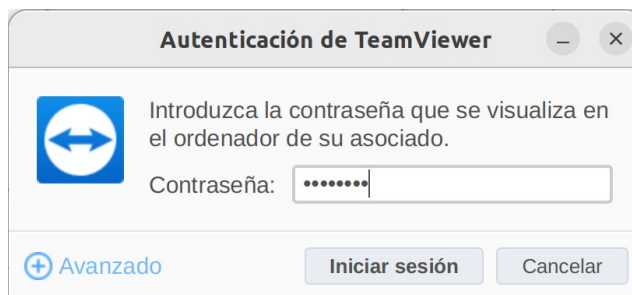 Autenticación de TeamViewer
Introduzca la contraseña que se visualiza en
el ordenador de su asociado.
Contraseña: ••••••••
Avanzado
Iniciar sesión
Cancelar